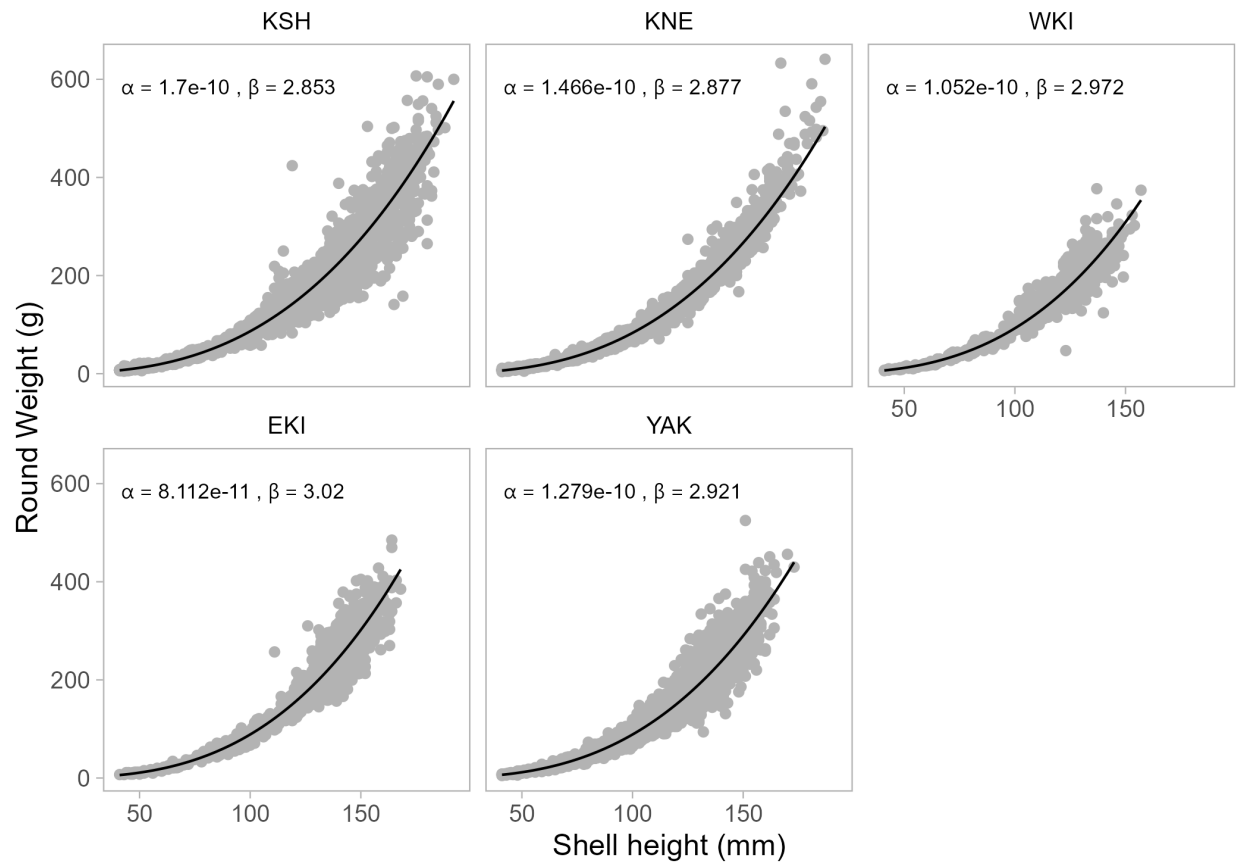 KSH KNE WKI
α = 1.7e-10 , β = 2.853
α = 1.466e-10 , β = 2.877
α = 1.052e-10 , β = 2.972
600
400
200
0
50 100 150
EKI YAK
α = 8.112e-11 , β = 3.02
α = 1.279e-10 , β = 2.921
600
400
200
0
50 100 150
50 100 150
Shell height (mm)
Round Weight (g)